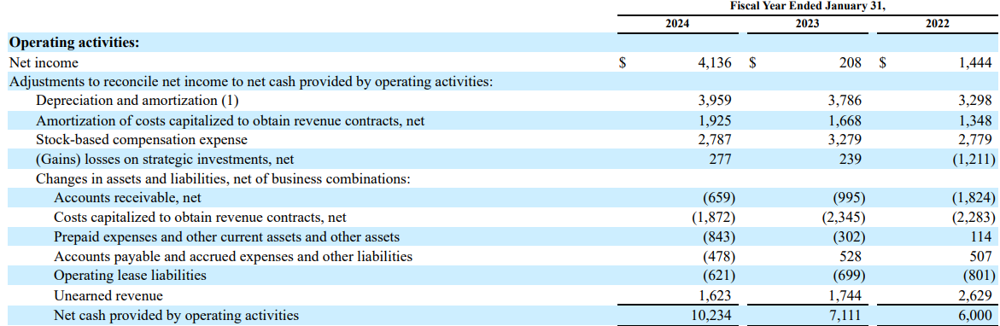 Fiscal Year Ended January 31,
2024 2023 2022
Operating activities:
Net income $ 4,136 $ 208 $ 1,444
Adjustments to reconcile net income to net cash provided by operating activities:
Depreciation and amortization (1) 3,959 3,786 3,298
Amortization of costs capitalized to obtain revenue contracts, net 1,925 1,668 1,348
Stock-based compensation expense 2,787 3,279 2,779
(Gains) losses on strategic investments, net 277 239 (1,211)
Changes in assets and liabilities, net of business combinations:
Accounts receivable, net (659) (995) (1,824)
Costs capitalized to obtain revenue contracts, net (1,872) (2,345) (2,283)
Prepaid expenses and other current assets and other assets (843) (302) 114
Accounts payable and accrued expenses and other liabilities (478) 528 507
Operating lease liabilities (621) (699) (801)
Unearned revenue 1,623 1,744 2,629
Net cash provided by operating activities 10,234 7,111 6,000